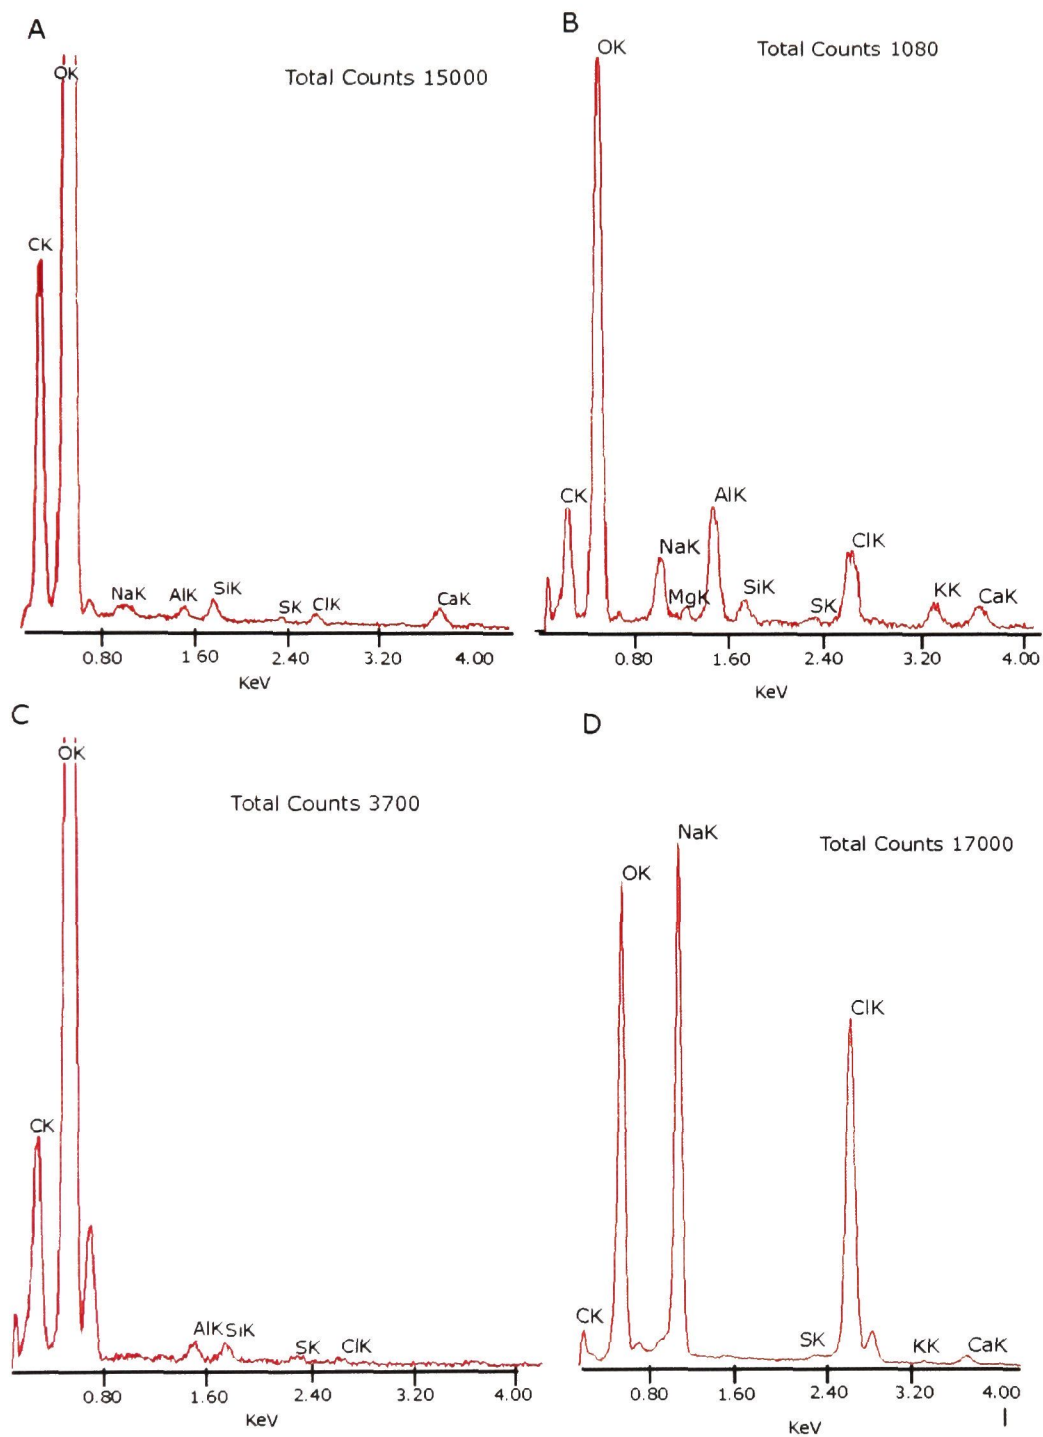 A
OK
Total Counts 15000
CK
NaK
AlK
SiK
SK
ClK
CaK
0.80 1.60 2.40 3.20 4.00
KeV
B
OK
Total Counts 1080
CK
NaK
MgK
AlK
SiK
SK
ClK
KK
CaK
0.80 1.60 2.40 3.20 4.00
KeV
C
OK
Total Counts 3700
CK
AlK
SiK
SK
ClK
0.80 1.60 2.40 3.20 4.00
KeV
D
NaK
OK
Total Counts 17000
ClK
CK
SK
KK
CaK
0.80 1.60 2.40 3.20 4.00
KeV